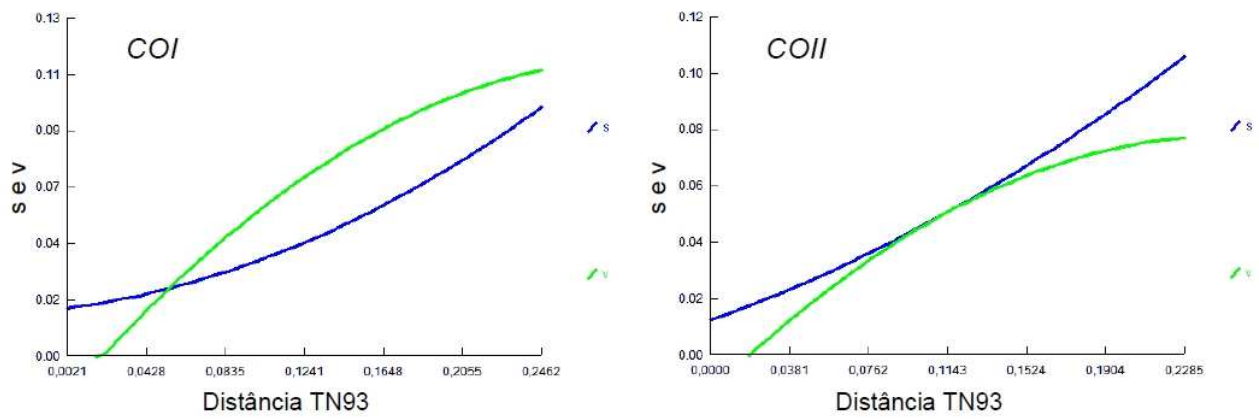 COI
0.13
0.11
0.09
0.07
0.04
0.02
0.00
s e v
0,0021 0,0428 0,0835 0,1241 0,1648 0,2055 0,2462
Distância TN93
s
v
COII
0.12
0.10
0.08
0.06
0.04
0.02
0.00
s e v
0,0000 0,0381 0,0762 0,1143 0,1524 0,1904 0,2285
Distância TN93
s
v